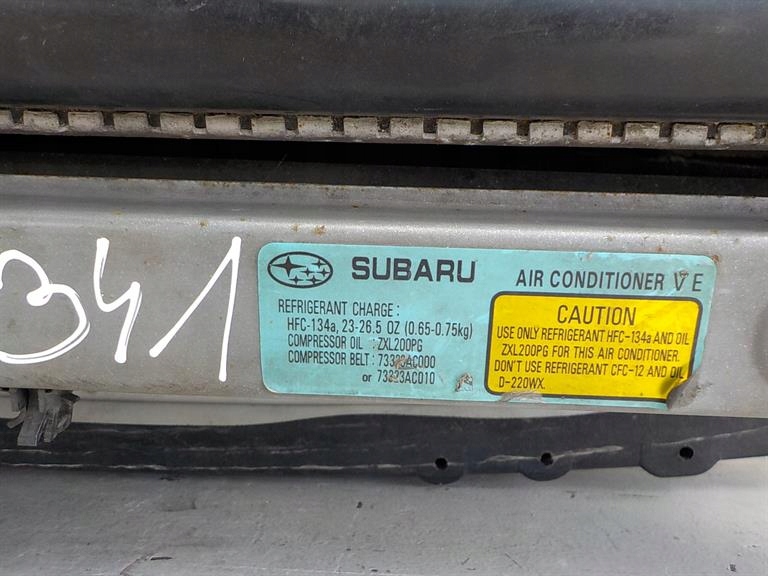 341
SUBARU
AIR CONDITIONER V E
REFRIGERANT CHARGE :
HFC-134a, 23-26.5 OZ (0.65-0.75kg)
COMPRESSOR OIL : ZXL200PG
COMPRESSOR BELT : 73323AC000
or 73323AC010
CAUTION
USE ONLY REFRIGERANT HFC-134a AND OIL
ZXL200PG FOR THIS AIR CONDITIONER.
DON'T USE REFRIGERANT CFC-12 AND OIL
D-220WX.